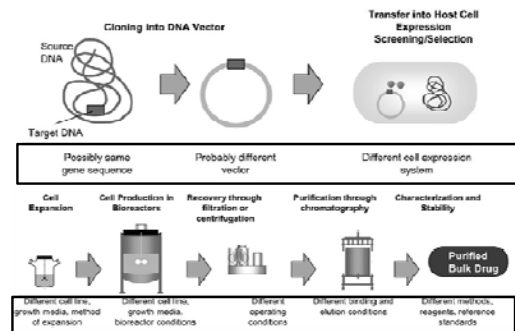 Cloning into DNA Vector
Transfer into Host Cell
Expression
Screening/Selection
Source
DNA
Target DNA
Possibly same
gene sequence
Probably different
vector
Different cell expression
system
Cell
Expansion
Cell Production in
Bioreactors
Recovery through
filtration or
centrifugation
Purification through
chromatography
Characterization and
Stability
Purified
Bulk Drug
Different cell line,
growth media, method
of expansion
Different cell line,
growth media,
bioreactor conditions
Different
operating
conditions
Different binding and
elution conditions
Different methods,
reagents, reference
standards